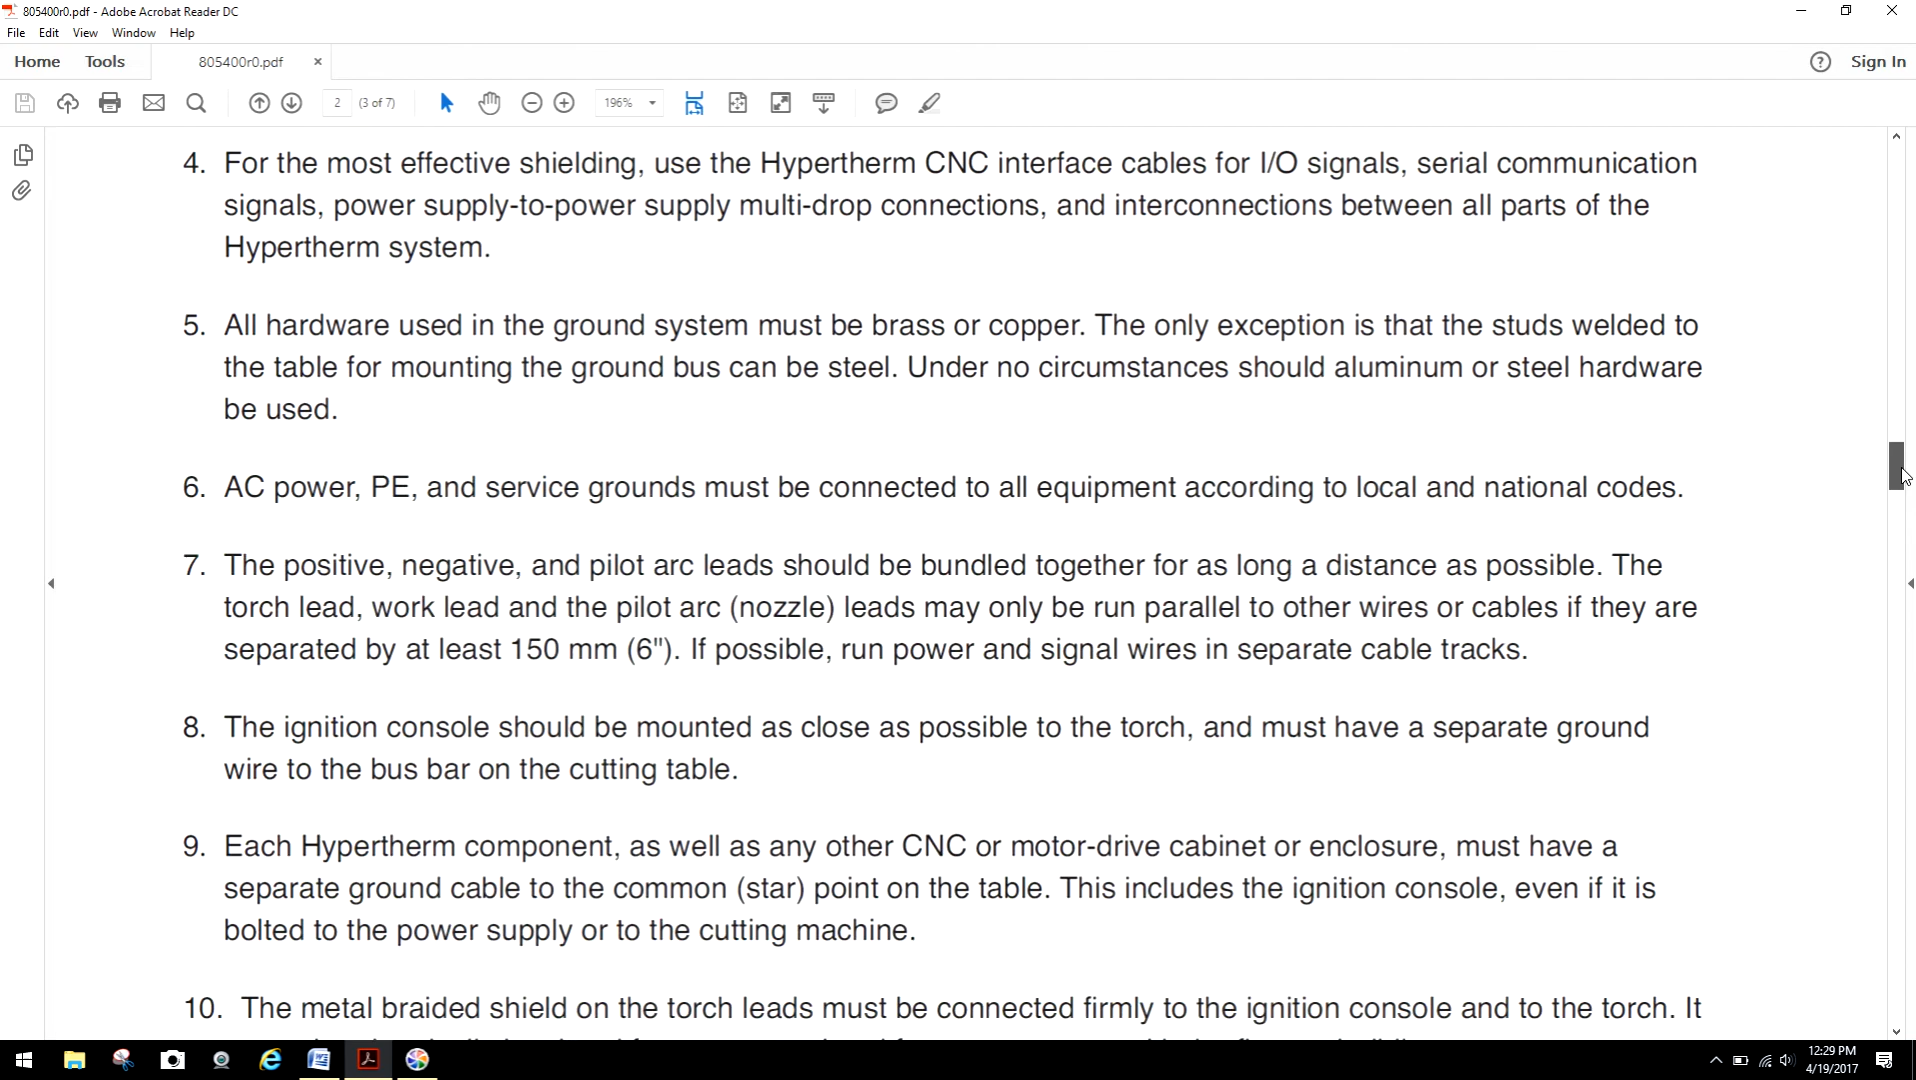 805400r0.pdf - Adobe Acrobat Reader DC
File Edit View Window Help
Home Tools 805400r0.pdf × Sign In
2 (3 of 7) 196%
4. For the most effective shielding, use the Hypertherm CNC interface cables for I/O signals, serial communication
signals, power supply-to-power supply multi-drop connections, and interconnections between all parts of the
Hypertherm system.
5. All hardware used in the ground system must be brass or copper. The only exception is that the studs welded to
the table for mounting the ground bus can be steel. Under no circumstances should aluminum or steel hardware
be used.
6. AC power, PE, and service grounds must be connected to all equipment according to local and national codes.
7. The positive, negative, and pilot arc leads should be bundled together for as long a distance as possible. The
torch lead, work lead and the pilot arc (nozzle) leads may only be run parallel to other wires or cables if they are
separated by at least 150 mm (6"). If possible, run power and signal wires in separate cable tracks.
8. The ignition console should be mounted as close as possible to the torch, and must have a separate ground
wire to the bus bar on the cutting table.
9. Each Hypertherm component, as well as any other CNC or motor-drive cabinet or enclosure, must have a
separate ground cable to the common (star) point on the table. This includes the ignition console, even if it is
bolted to the power supply or to the cutting machine.
10. The metal braided shield on the torch leads must be connected firmly to the ignition console and to the torch. It
12:29 PM
4/19/2017